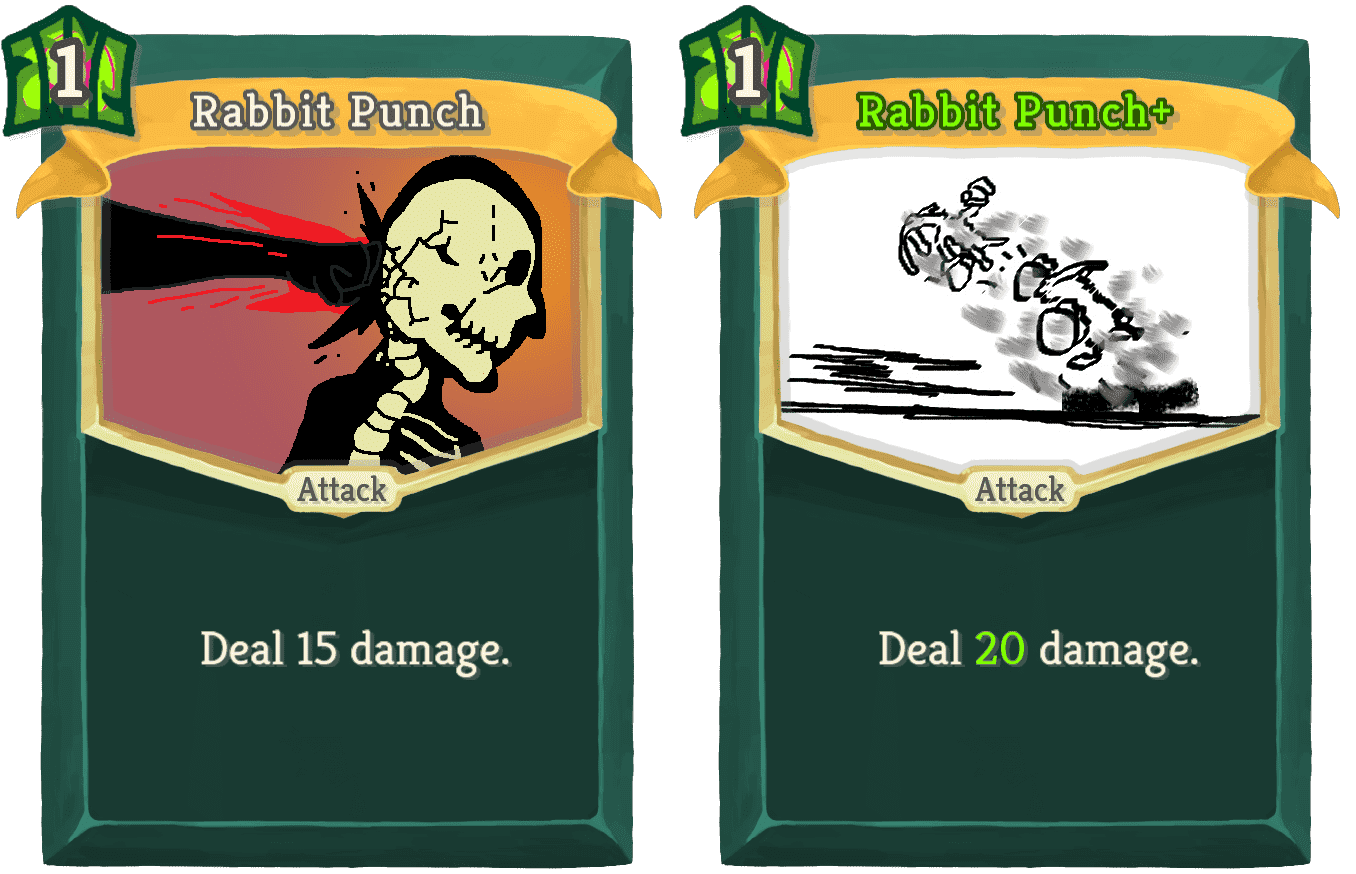 1
Rabbit Punch
Attack
Deal 15 damage.
1
Rabbit Punch+
Attack
Deal 20 damage.